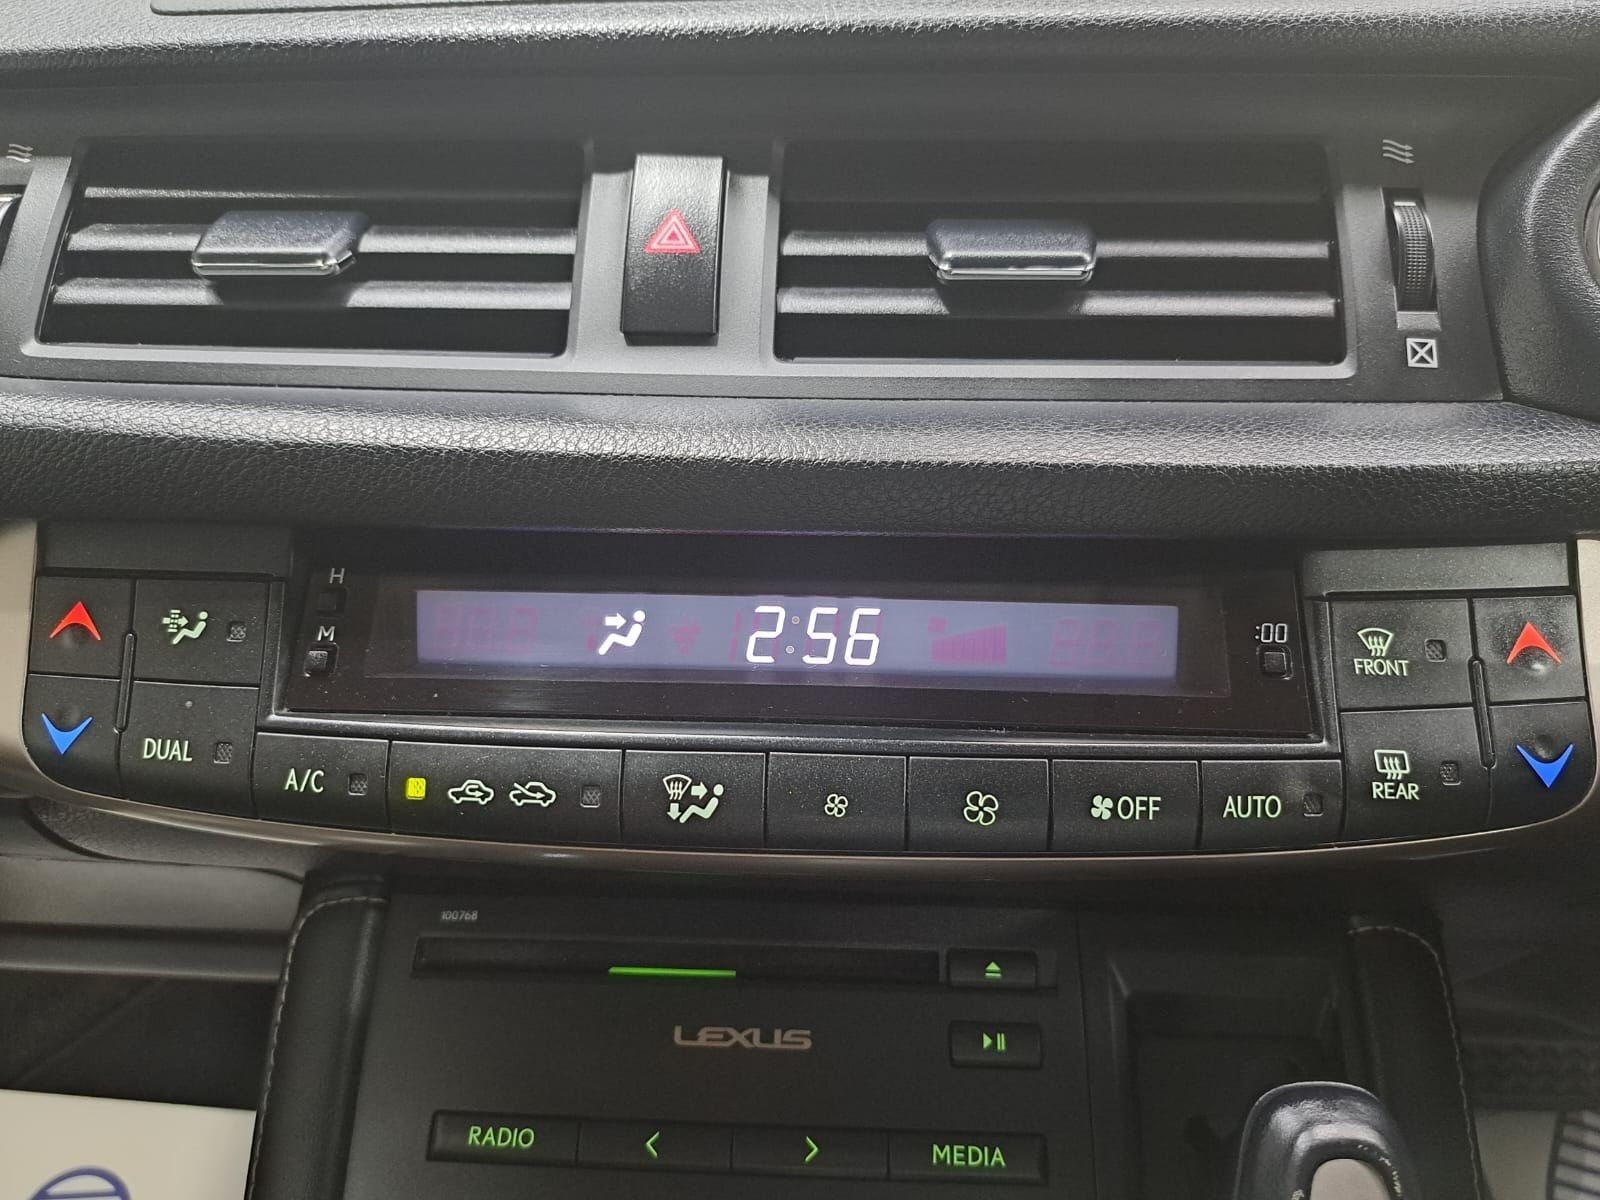 H
M
2:56
:00
FRONT
DUAL
A/C
OFF
AUTO
REAR
100768
LEXUS
RADIO
MEDIA